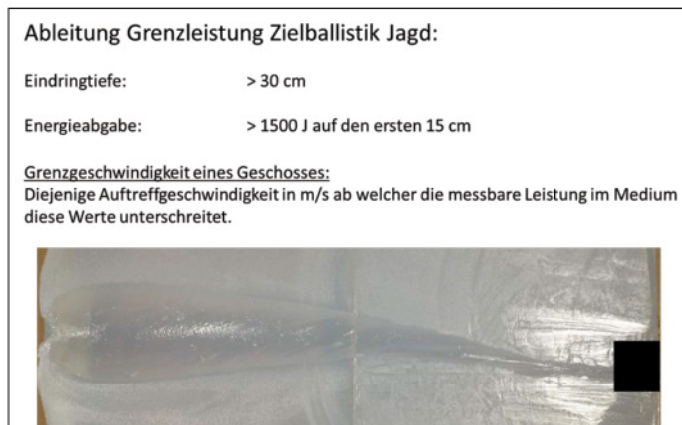 Ableitung Grenzleistung Zielballistik Jagd:
Eindringtiefe: > 30 cm
Energieabgabe: > 1500 J auf den ersten 15 cm
Grenzgeschwindigkeit eines Geschosses:
Diejenige Auftreffgeschwindigkeit in m/s ab welcher die messbare Leistung im Medium
diese Werte unterschreitet.